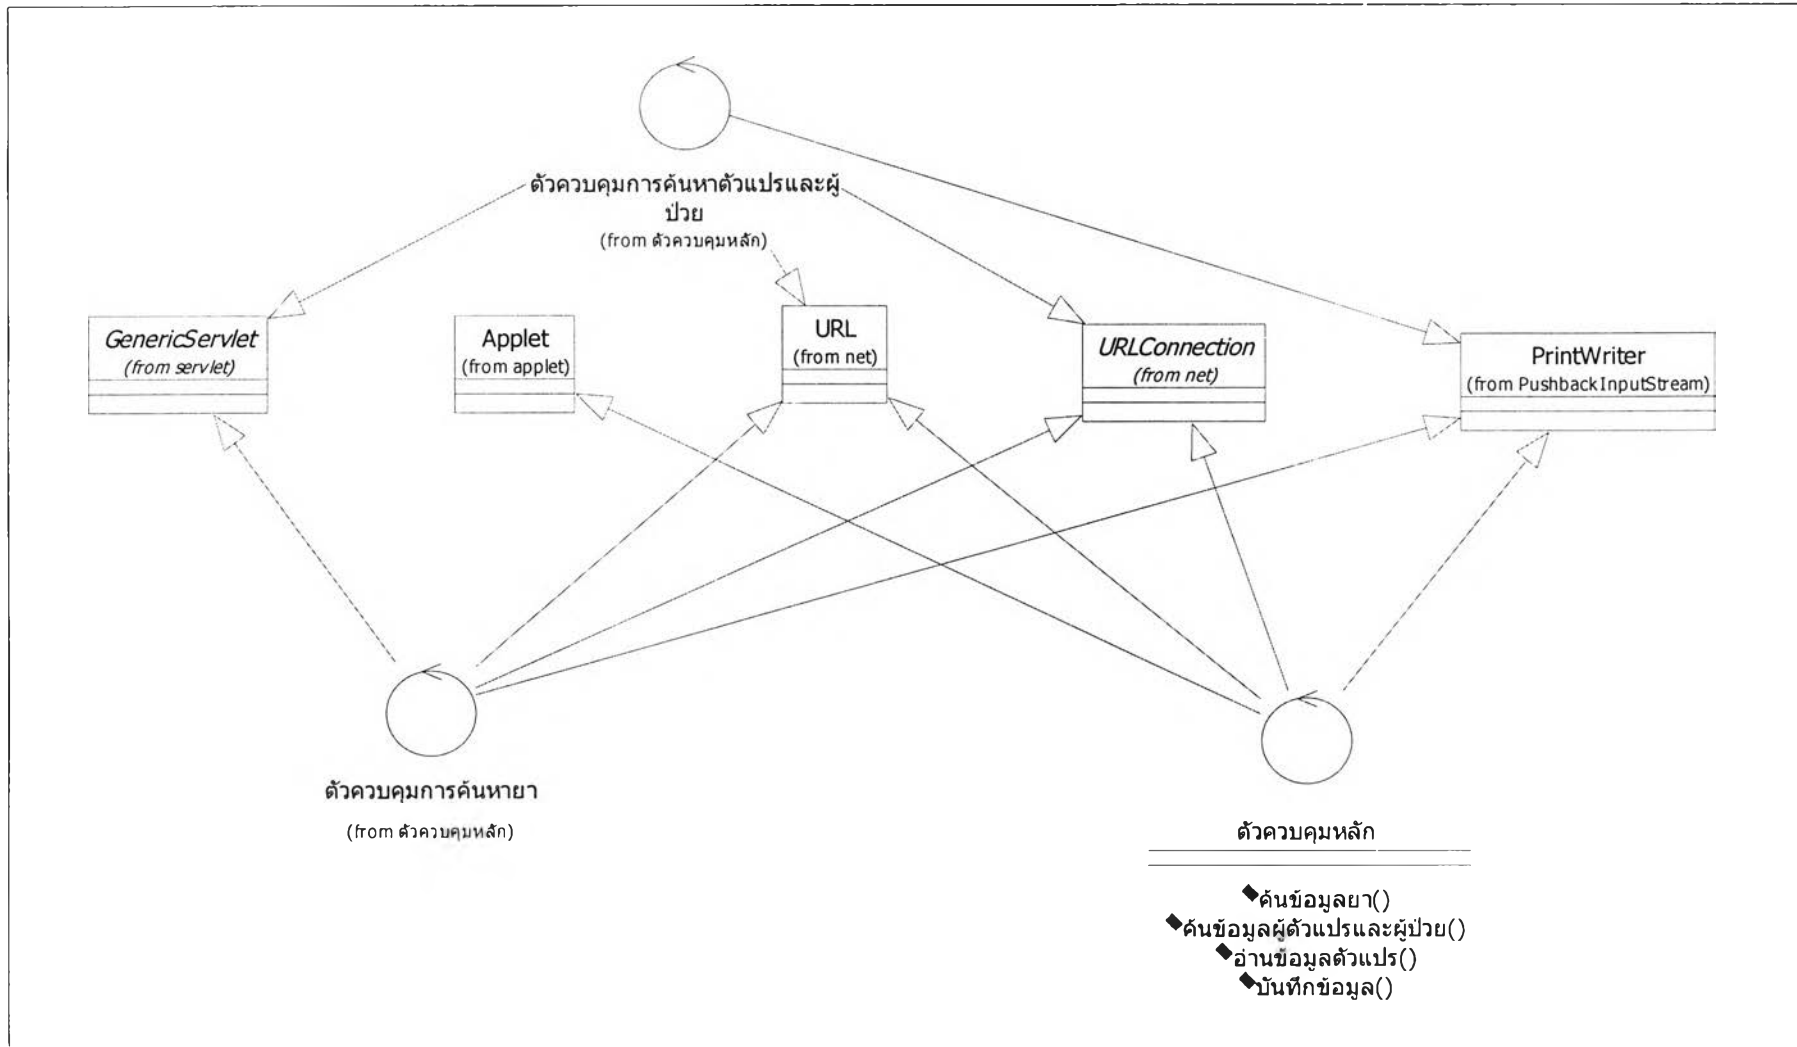 ตัวควบคุมการค้นหาตัวแปรและผู้
ป่วย
(from ตัวควบคุมหลัก)
GenericServlet
(from servlet)
Applet
(from applet)
URL
(from net)
URLConnection
(from net)
PrintWriter
(from PushbackInputStream)
ตัวควบคุมการค้นหายา
(from ตัวควบคุมหลัก)
ตัวควบคุมหลัก
ค้นข้อมูลยา()
ค้นข้อมูลผู้ตัวแปรและผู้ป่วย()
อ่านข้อมูลตัวแปร()
บันทึกข้อมูล()